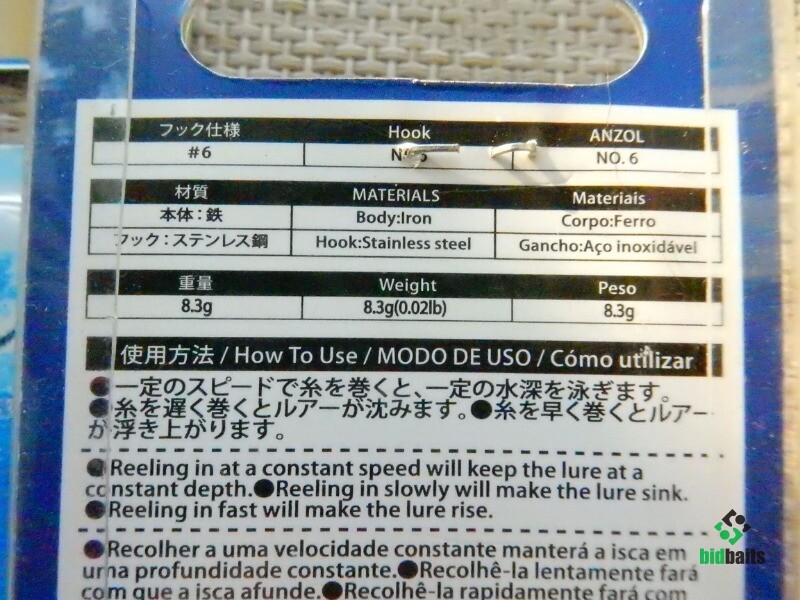 フック仕様 Hook ANZOL
#6 NO. 6
材質 MATERIALS Materiais
本体：鉄 Body:Iron Corpo:Ferro
フック：ステンレス鋼 Hook:Stainless steel Gancho:Aço inoxidável
重量 Weight Peso
8.3g 8.3g(0.02lb) 8.3g
使用方法 / How To Use / MODO DE USO / Cómo utilizar
●一定のスピードで糸を巻くと、一定の水深を泳ぎます。
●糸を遅く巻くとルアーが沈みます。●糸を早く巻くとルアー
が浮き上がります。
●Reeling in at a constant speed will keep the lure at a
constant depth.●Reeling in slowly will make the lure sink.
●Reeling in fast will make the lure rise.
●Recolher a uma velocidade constante manterá a isca em
uma profundidade constante.●Recolhê-la lentamente fará
com que a isca afunde.●Recolhê-la rapidamente fará com
bidbaits